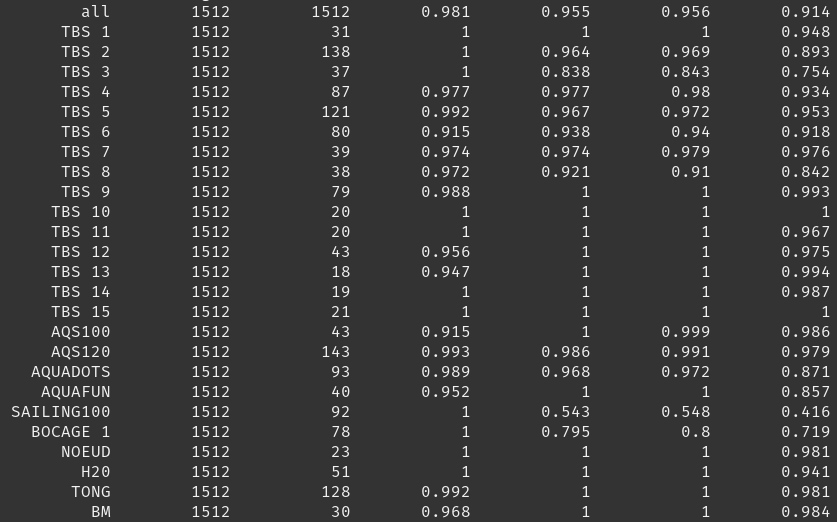 all 1512 1512 0.981 0.955 0.956 0.914
TBS 1 1512 31 1 1 1 0.948
TBS 2 1512 138 1 0.964 0.969 0.893
TBS 3 1512 37 1 0.838 0.843 0.754
TBS 4 1512 87 0.977 0.977 0.98 0.934
TBS 5 1512 121 0.992 0.967 0.972 0.953
TBS 6 1512 80 0.915 0.938 0.94 0.918
TBS 7 1512 39 0.974 0.974 0.979 0.976
TBS 8 1512 38 0.972 0.921 0.91 0.842
TBS 9 1512 79 0.988 1 1 0.993
TBS 10 1512 20 1 1 1 1
TBS 11 1512 20 1 1 1 0.967
TBS 12 1512 43 0.956 1 1 0.975
TBS 13 1512 18 0.947 1 1 0.994
TBS 14 1512 19 1 1 1 0.987
TBS 15 1512 21 1 1 1 1
AQS100 1512 43 0.915 1 0.999 0.986
AQS120 1512 143 0.993 0.986 0.991 0.979
AQUADOTS 1512 93 0.989 0.968 0.972 0.871
AQUAFUN 1512 40 0.952 1 1 0.857
SAILING100 1512 92 1 0.543 0.548 0.416
BOCAGE 1 1512 78 1 0.795 0.8 0.719
NOEUD 1512 23 1 1 1 0.981
H20 1512 51 1 1 1 0.941
TONG 1512 128 0.992 1 1 0.981
BM 1512 30 0.968 1 1 0.984